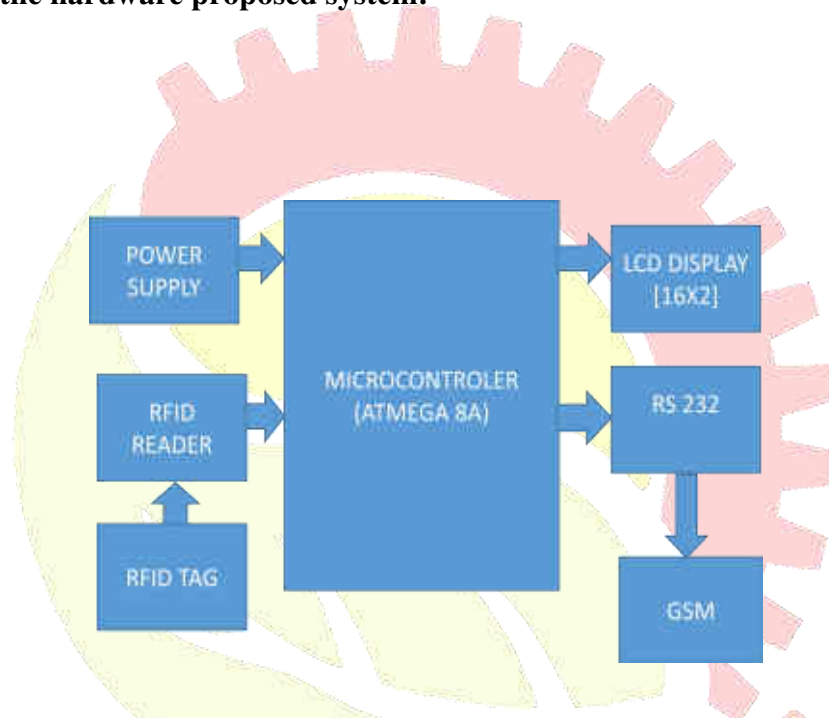 the hardware proposed system.
POWER
SUPPLY
LCD DISPLAY
[16X2]
MICROCONTROLER
(ATMEGA 8A)
RFID
READER
RS 232
RFID TAG
GSM